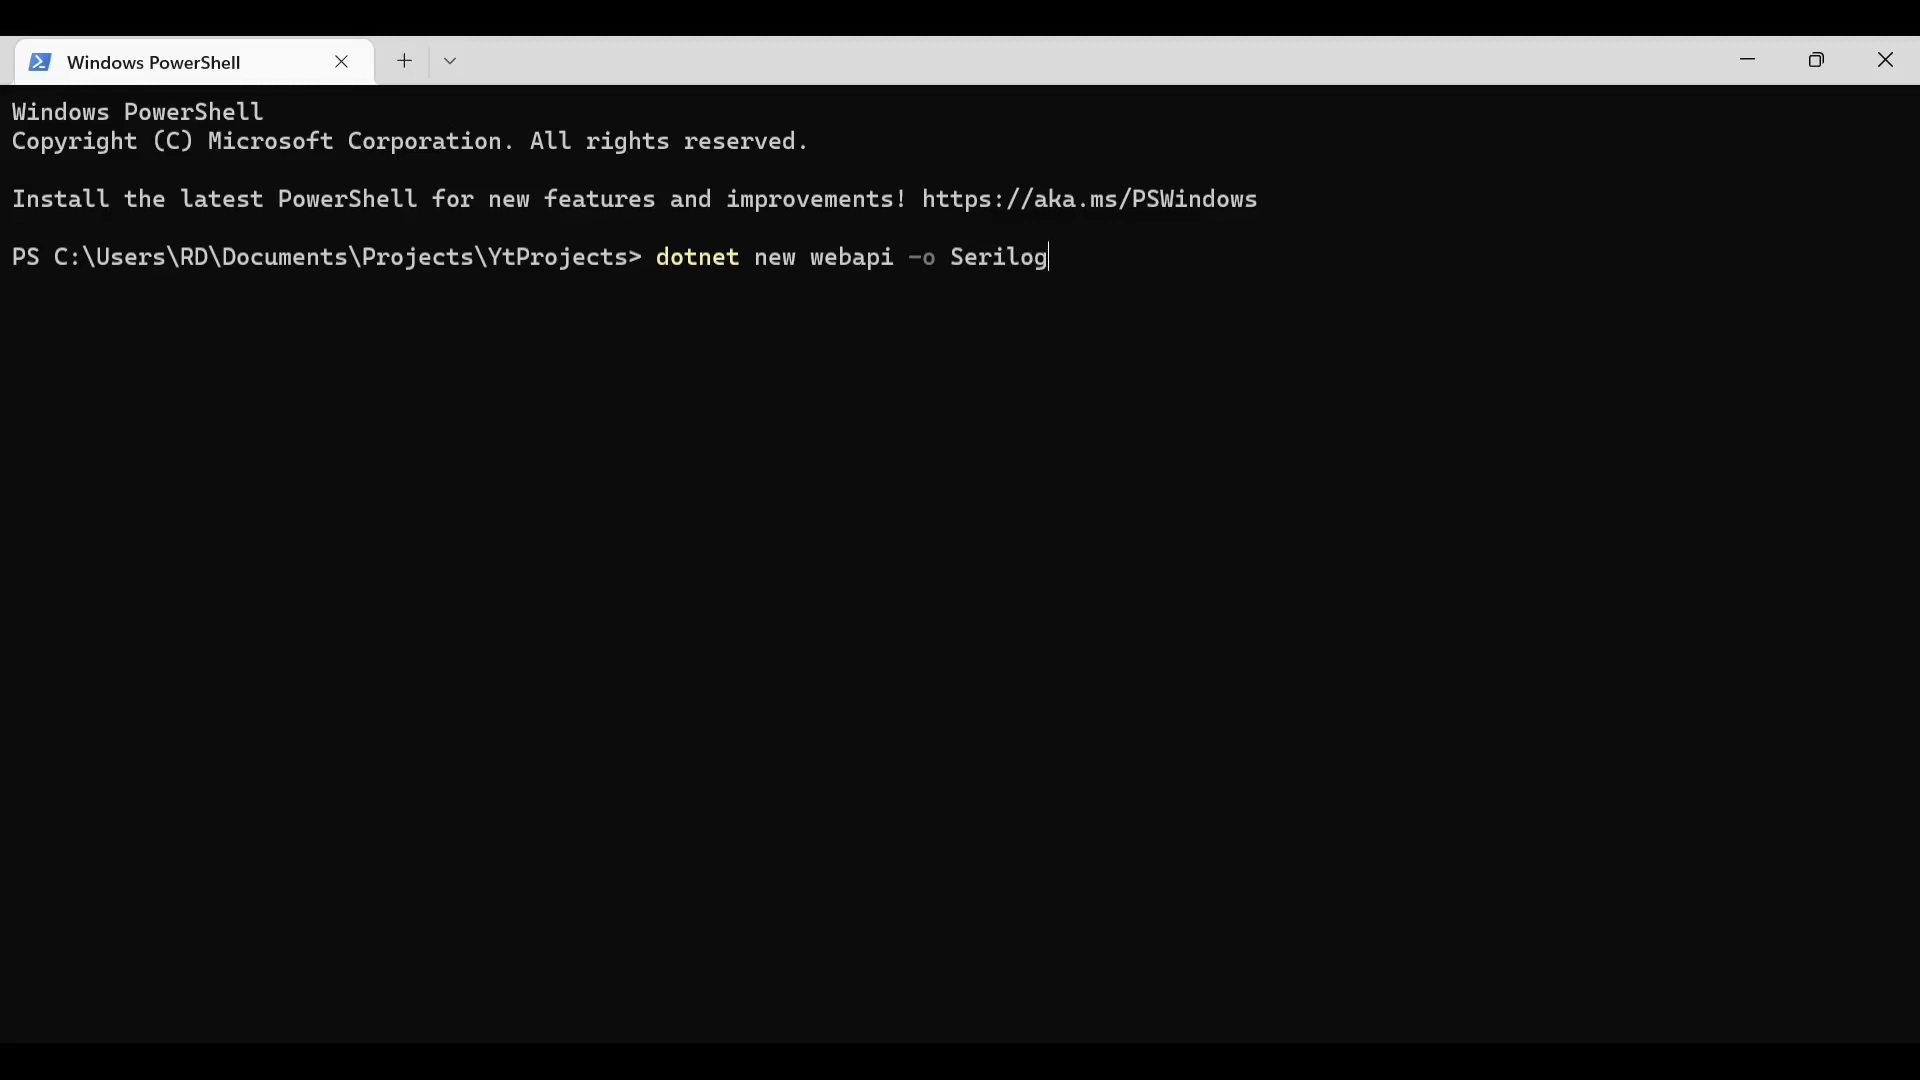 Windows PowerShell
Windows PowerShell
Copyright (C) Microsoft Corporation. All rights reserved.
Install the latest PowerShell for new features and improvements! https://aka.ms/PSWindows
PS C:\Users\RD\Documents\Projects\YtProjects> dotnet new webapi -o Serilog